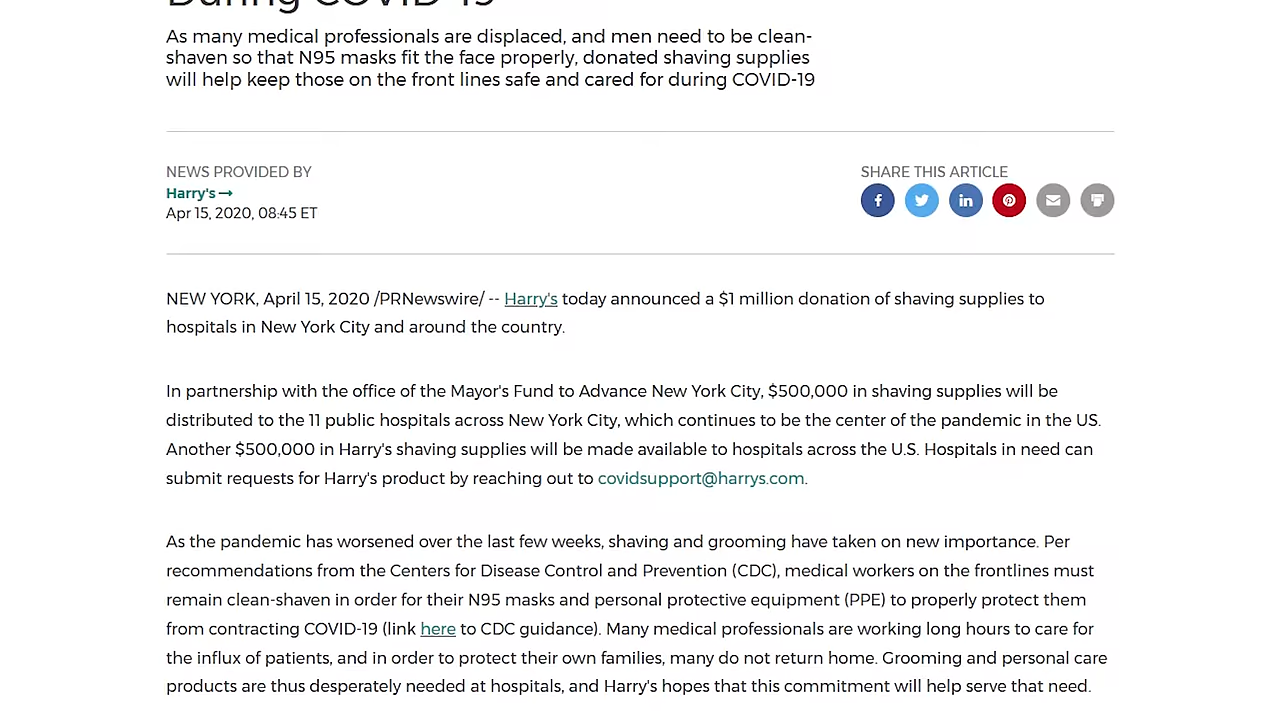 During COVID-19
As many medical professionals are displaced, and men need to be clean-
shaven so that N95 masks fit the face properly, donated shaving supplies
will help keep those on the front lines safe and cared for during COVID-19
NEWS PROVIDED BY
Harry's →
Apr 15, 2020, 08:45 ET
SHARE THIS ARTICLE
NEW YORK, April 15, 2020 /PRNewswire/ -- Harry's today announced a $1 million donation of shaving supplies to
hospitals in New York City and around the country.
In partnership with the office of the Mayor's Fund to Advance New York City, $500,000 in shaving supplies will be
distributed to the 11 public hospitals across New York City, which continues to be the center of the pandemic in the US.
Another $500,000 in Harry's shaving supplies will be made available to hospitals across the U.S. Hospitals in need can
submit requests for Harry's product by reaching out to covidsupport@harrys.com.
As the pandemic has worsened over the last few weeks, shaving and grooming have taken on new importance. Per
recommendations from the Centers for Disease Control and Prevention (CDC), medical workers on the frontlines must
remain clean-shaven in order for their N95 masks and personal protective equipment (PPE) to properly protect them
from contracting COVID-19 (link here to CDC guidance). Many medical professionals are working long hours to care for
the influx of patients, and in order to protect their own families, many do not return home. Grooming and personal care
products are thus desperately needed at hospitals, and Harry's hopes that this commitment will help serve that need.